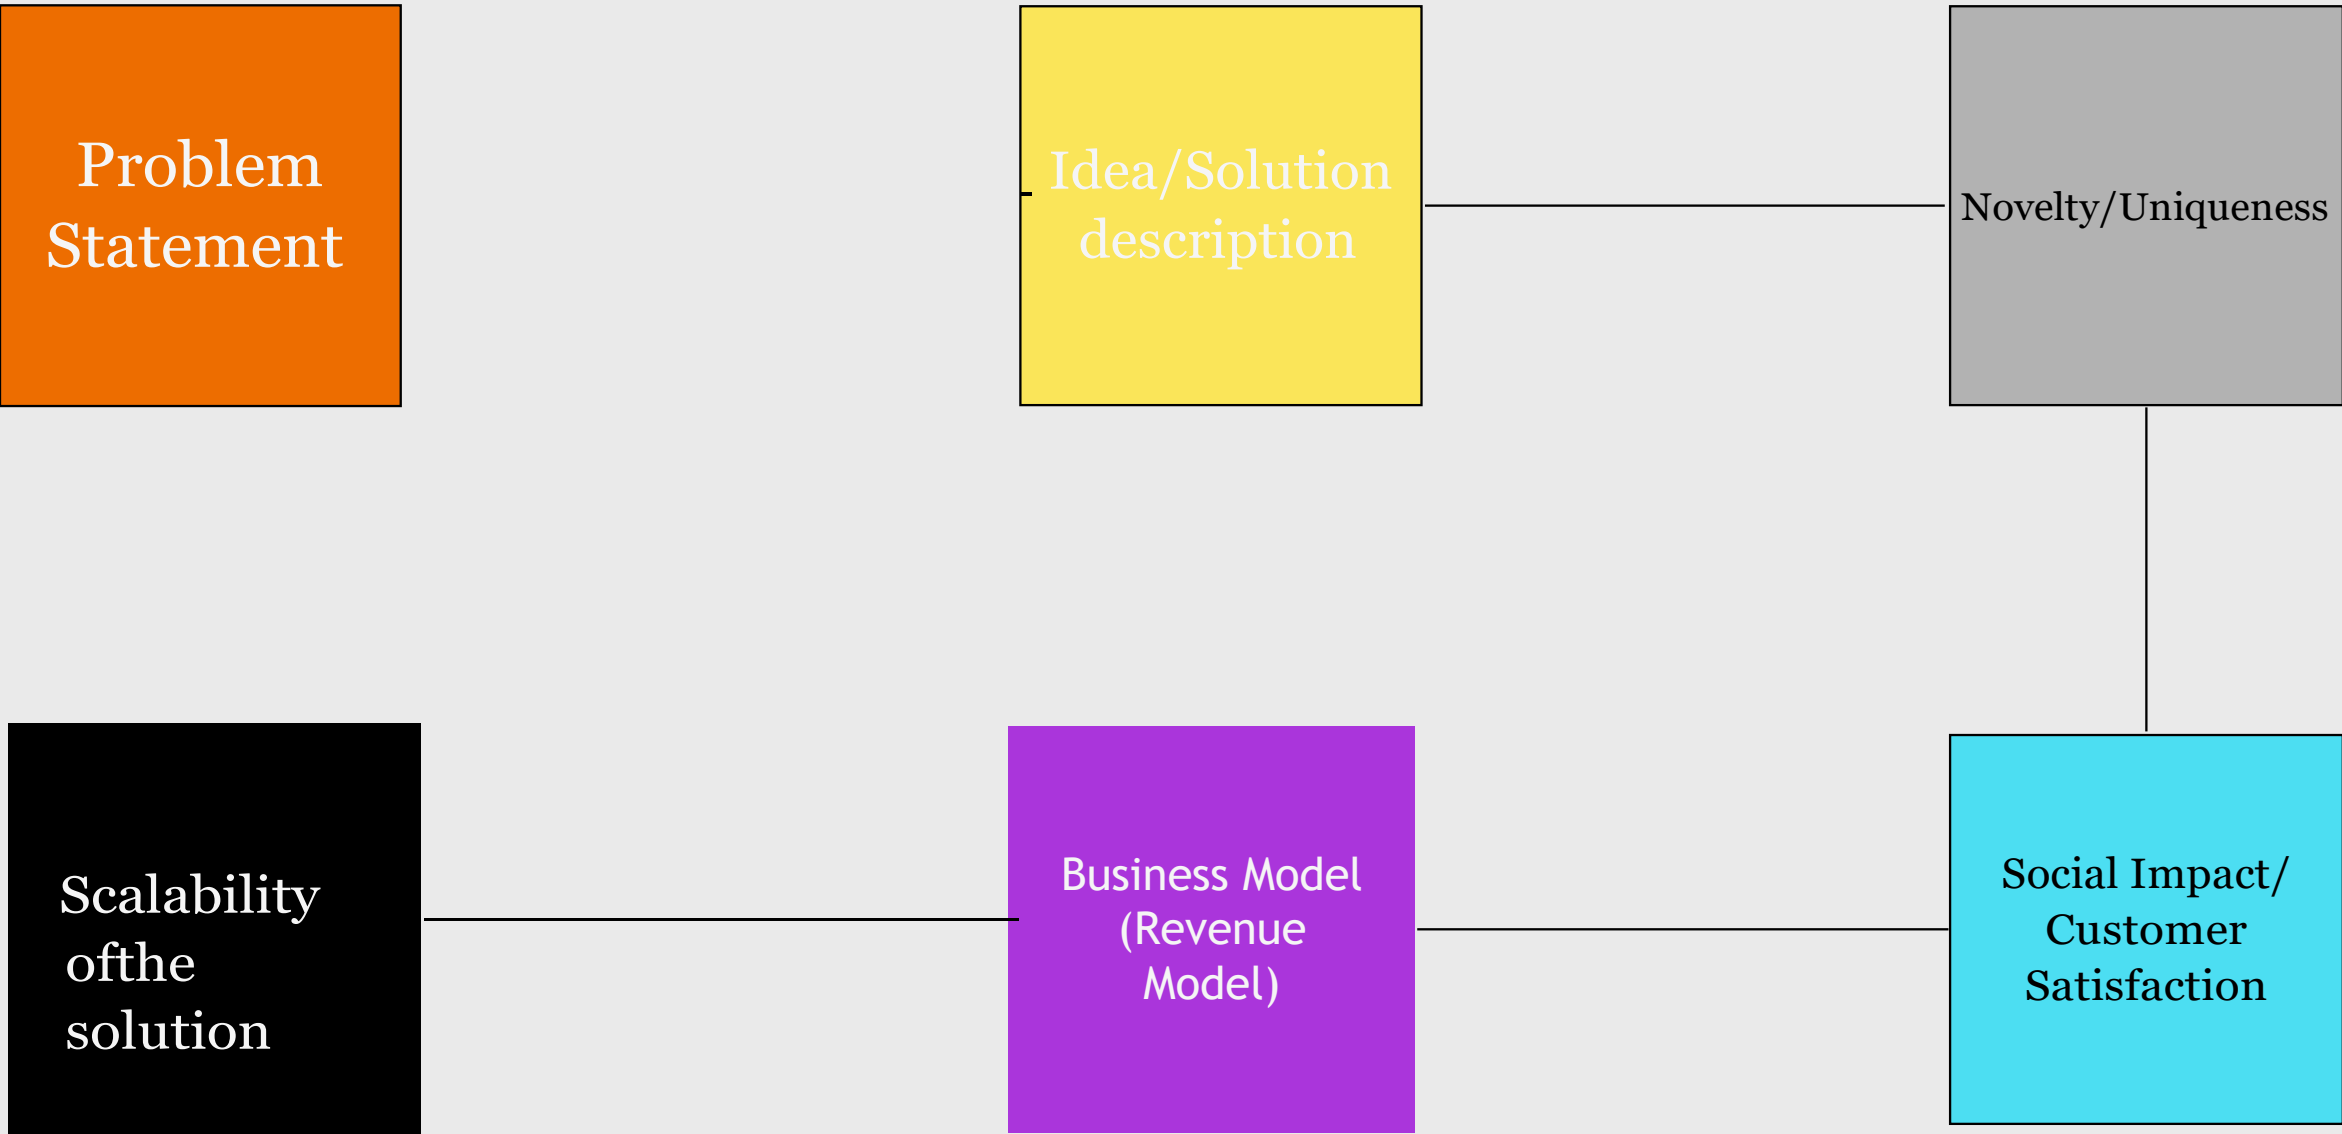 Problem
Statement
Idea/Solution
description
Novelty/Uniqueness
Scalability
ofthe
solution
Business Model
(Revenue
Model)
Social Impact/
Customer
Satisfaction